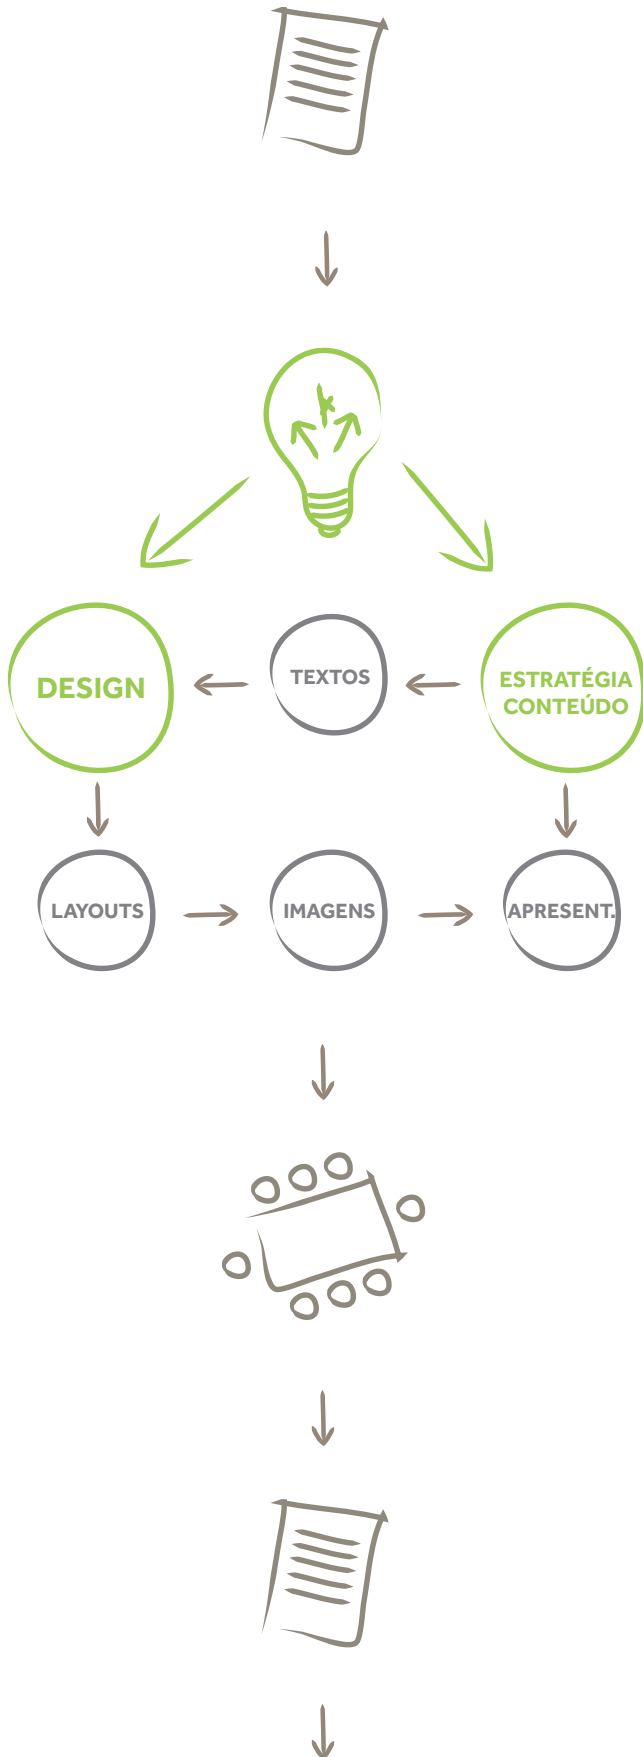 DESIGN
TEXTOS
ESTRATÉGIA
CONTEÚDO
LAYOUTS
IMAGENS
APRESENT.